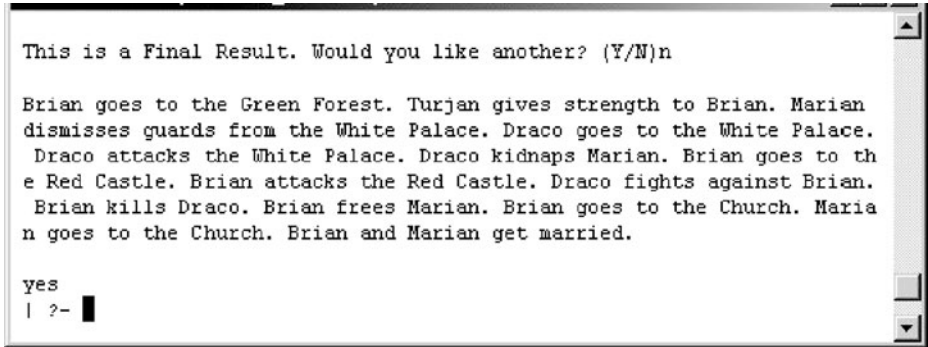 This is a Final Result. Would you like another? (Y/N)n
Brian goes to the Green Forest. Turjan gives strength to Brian. Marian
dismisses guards from the White Palace. Draco goes to the White Palace.
Draco attacks the White Palace. Draco kidnaps Marian. Brian goes to th
e Red Castle. Brian attacks the Red Castle. Draco fights against Brian.
Brian kills Draco. Brian frees Marian. Brian goes to the Church. Maria
n goes to the Church. Brian and Marian get married.
yes
| ?-